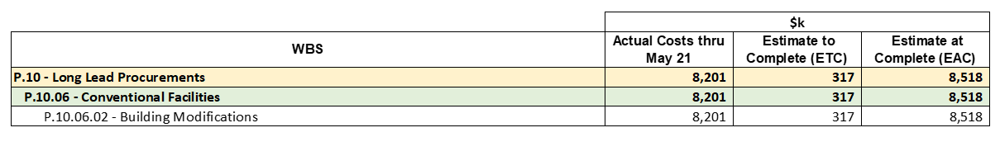 $k
WBS Actual Costs thru May 21 Estimate to Complete (ETC) Estimate at Complete (EAC)
P.10 - Long Lead Procurements 8,201 317 8,518
P.10.06 - Conventional Facilities 8,201 317 8,518
P.10.06.02 - Building Modifications 8,201 317 8,518